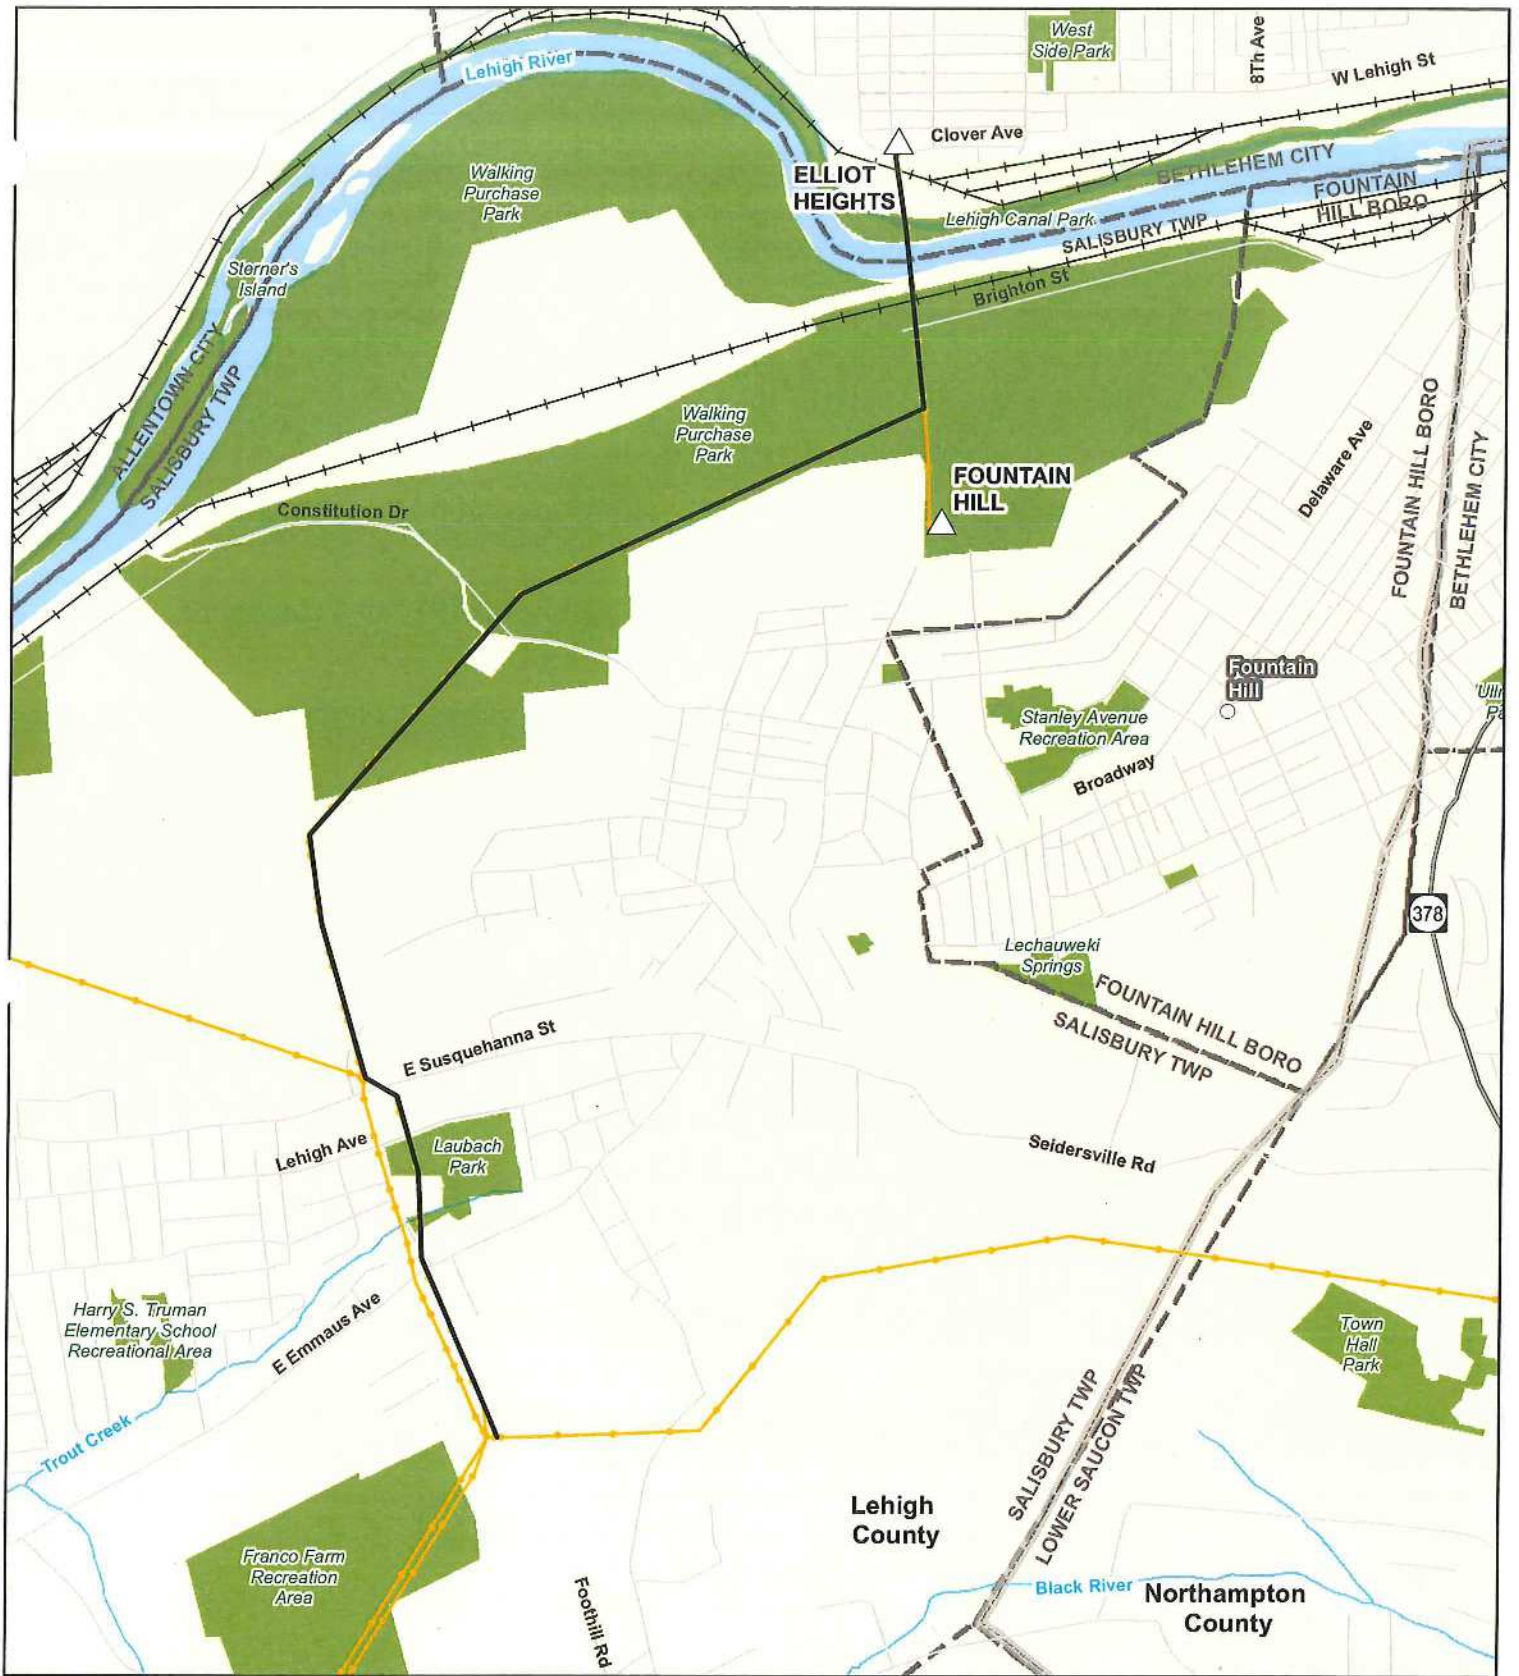 West
Side Park
8Th Ave
W Lehigh St
Lehigh River
Clover Ave
BETHLEHEM CITY
ELLIOT
HEIGHTS
FOUNTAIN
HILL BORO
Walking
Purchase
Park
Lehigh Canal Park
SALISBURY TWP
Sterner's
Island
Brighton St
ALLENTOWN CITY
SALISBURY TWP
Walking
Purchase
Park
FOUNTAIN HILL BORO
BETHLEHEM CITY
Delaware Ave
FOUNTAIN
HILL
Constitution Dr
Fountain
Hill
Stanley Avenue
Recreation Area
Broadway
378
Lechauweki
Springs
FOUNTAIN HILL BORO
SALISBURY TWP
E Susquehanna St
Lehigh Ave
Laubach
Park
Seidersville Rd
Harry S. Truman
Elementary School
Recreational Area
E Emmaus Ave
Town
Hall
Park
Trout Creek
SALISBURY TWP
LOWER SAUCON TWP
Lehigh
County
Franco Farm
Recreation
Area
Foothill Rd
Black River
Northampton
County